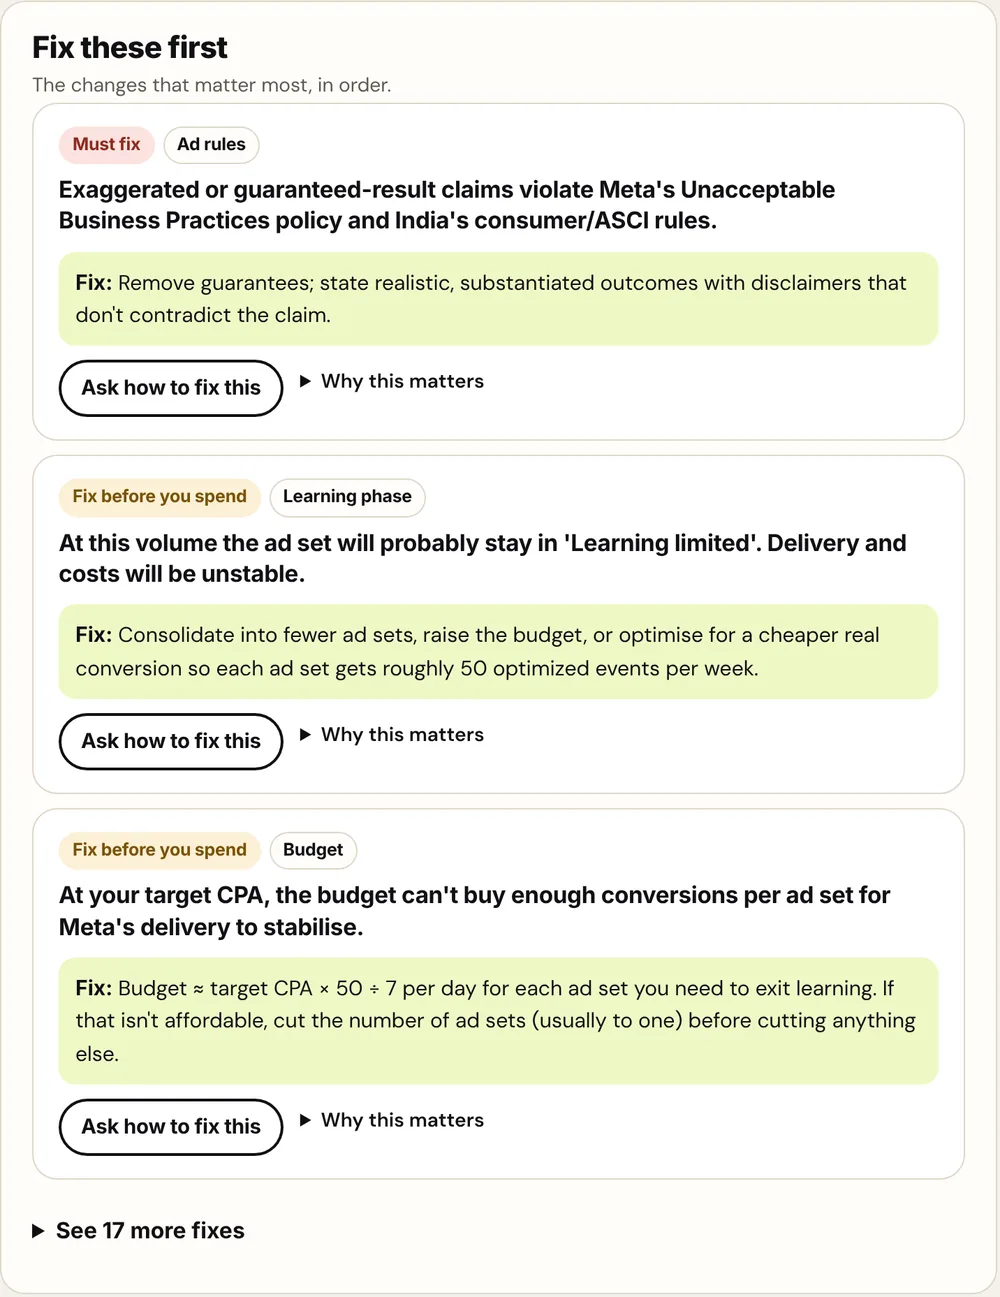 Fix these first
The changes that matter most, in order.
Must fix
Ad rules
Exaggerated or guaranteed-result claims violate Meta's Unacceptable
Business Practices policy and India's consumer/ASCI rules.
Fix: Remove guarantees; state realistic, substantiated outcomes with disclaimers that
don't contradict the claim.
Ask how to fix this
▶ Why this matters
Fix before you spend
Learning phase
At this volume the ad set will probably stay in 'Learning limited'. Delivery and
costs will be unstable.
Fix: Consolidate into fewer ad sets, raise the budget, or optimise for a cheaper real
conversion so each ad set gets roughly 50 optimized events per week.
Ask how to fix this
▶ Why this matters
Fix before you spend
Budget
At your target CPA, the budget can't buy enough conversions per ad set for
Meta's delivery to stabilise.
Fix: Budget ≈ target CPA × 50 ÷ 7 per day for each ad set you need to exit learning. If
that isn't affordable, cut the number of ad sets (usually to one) before cutting anything
else.
Ask how to fix this
▶ Why this matters
▶ See 17 more fixes